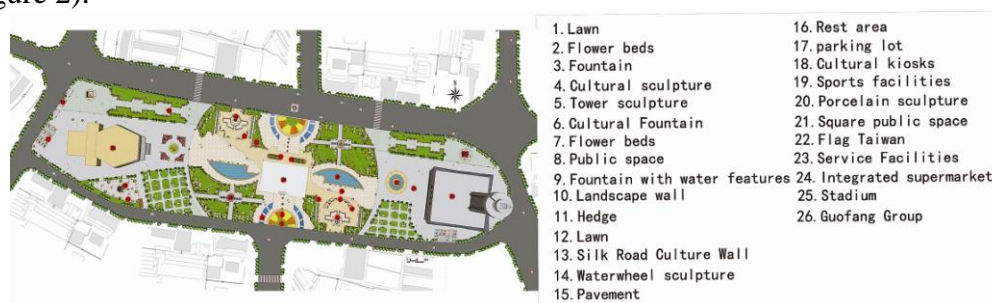 gure 2).
1. Lawn
2. Flower beds
3. Fountain
4. Cultural sculpture
5. Tower sculpture
6. Cultural Fountain
7. Flower beds
8. Public space
9. Fountain with water features
10. Landscape wall
11. Hedge
12. Lawn
13. Silk Road Culture Wall
14. Waterwheel sculpture
15. Pavement
16. Rest area
17. parking lot
18. Cultural kiosks
19. Sports facilities
20. Porcelain sculpture
21. Square public space
22. Flag Taiwan
23. Service Facilities
24. Integrated supermarket
25. Stadium
26. Guofang Group